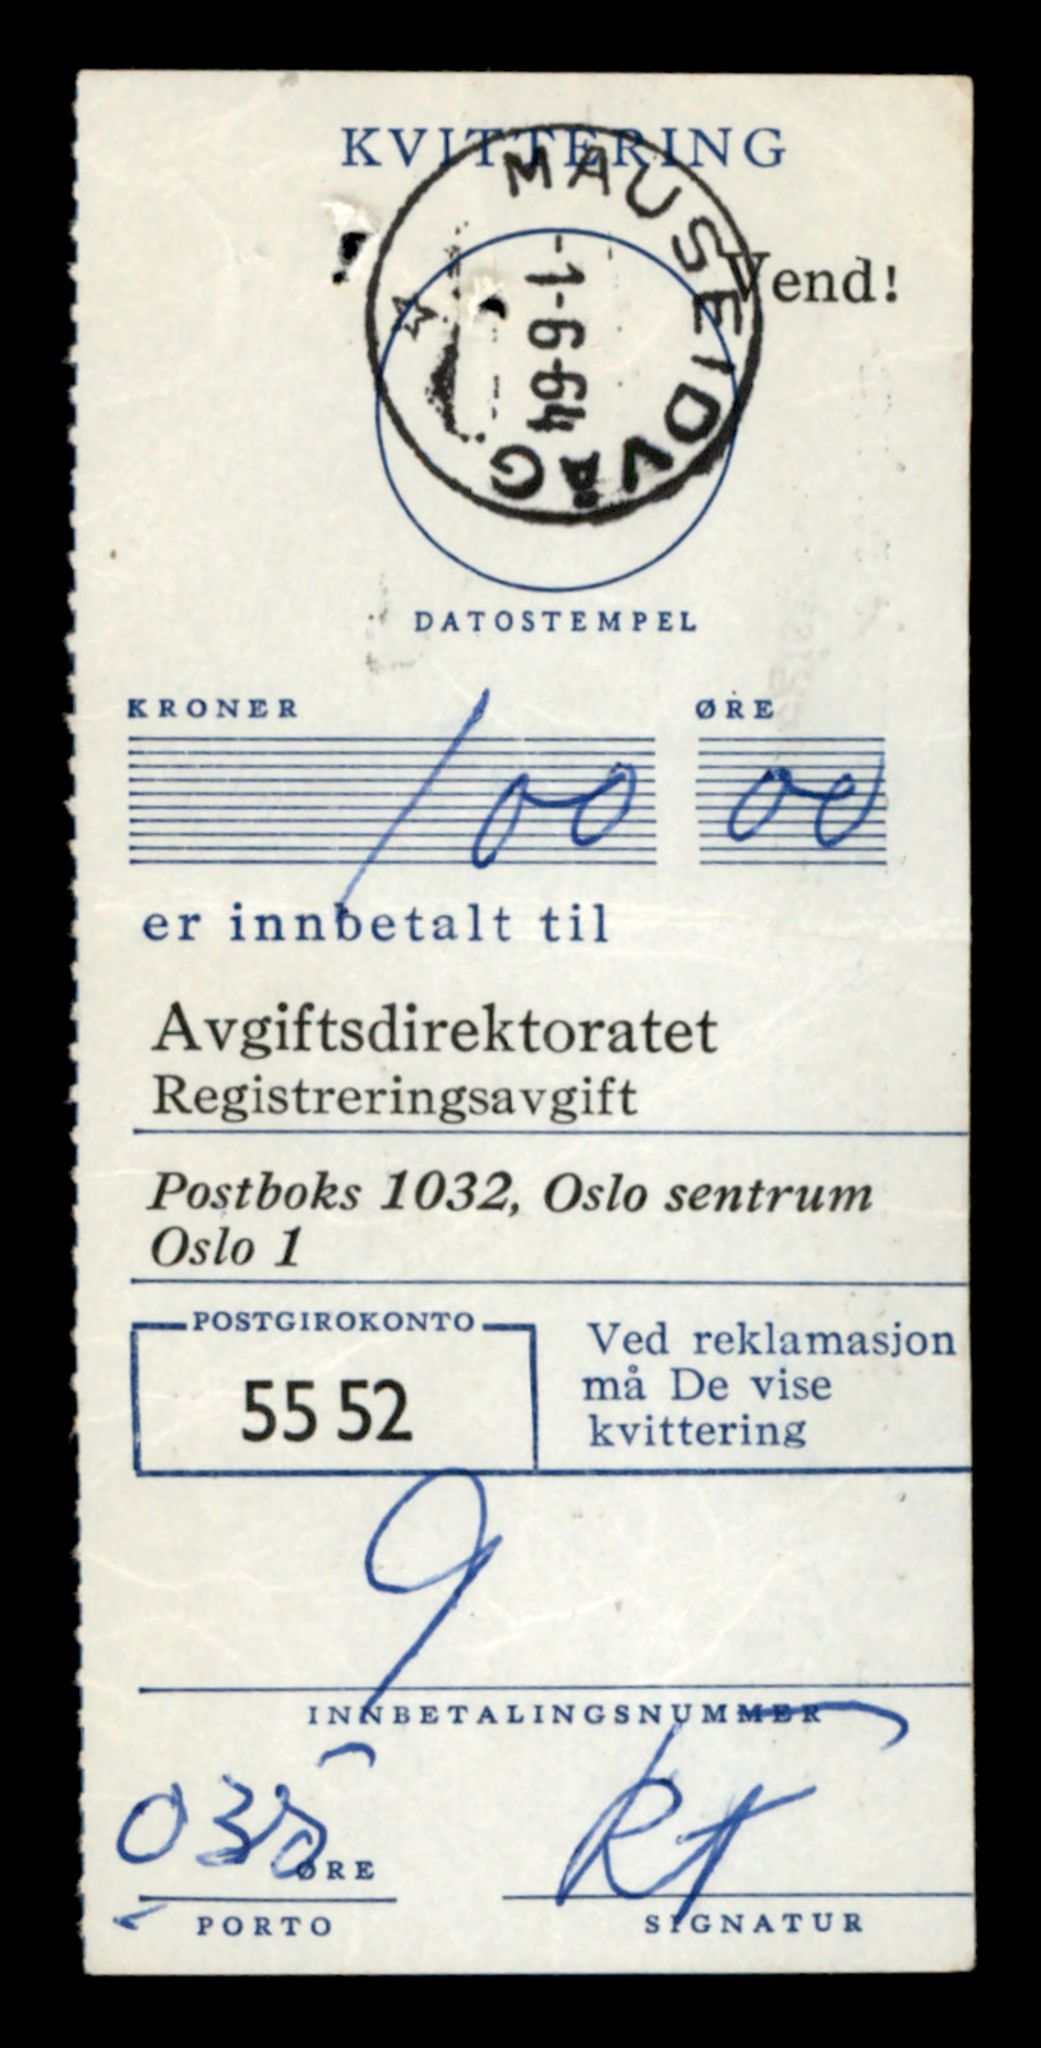 KVITTERING
MAUSEIDVÅG
-1-6-64
Vend!
DATOSTEMPEL
KRONER ØRE
100 00
er innbetalt til
Avgiftsdirektoratet
Registreringsavgift
Postboks 1032, Oslo sentrum
Oslo 1
POSTGIROKONTO
55 52
Ved reklamasjon
må De vise
kvittering
9
INNBETALINGSNUMMER
035 ØRE
PORTO
SIGNATUR